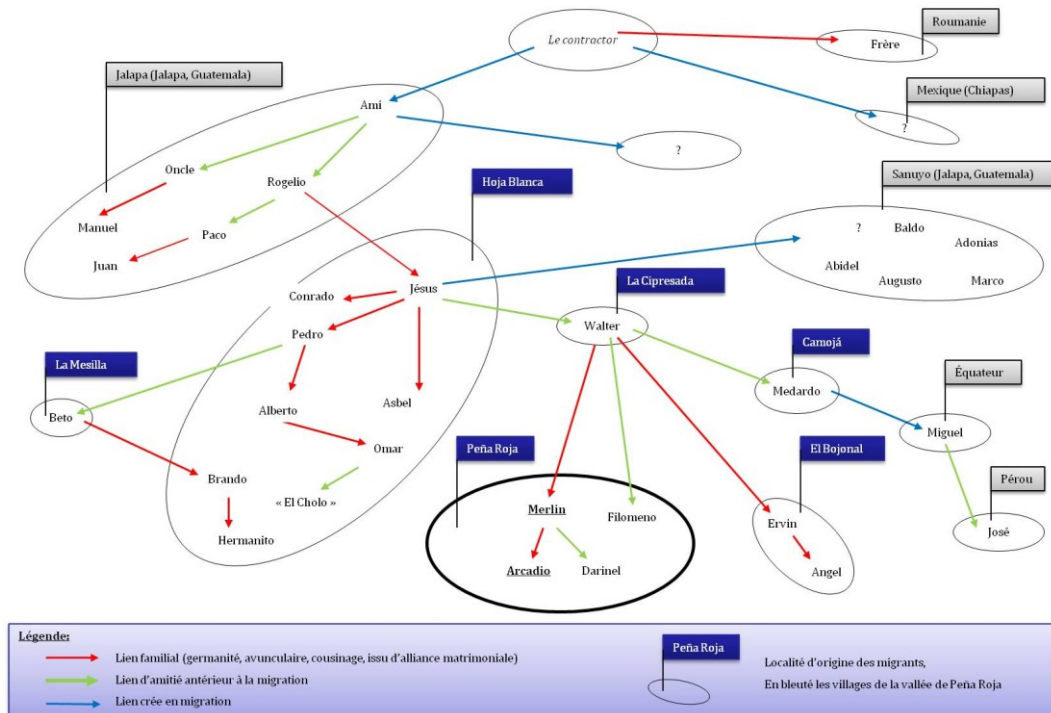 Roumanie
Le contractor
Frère
Jalapa (Jalapa, Guatemala)
Mexique (Chiapas)
Ami
?
?
Oncle
Rogelio
Hoja Blanca
Sanuyo (Jalapa, Guatemala)
Manuel
Paco
?
Baldo
Adonias
Juan
Abidel
Augusto
Marco
Jésus
Conrado
La Cipresada
Pedro
Walter
Camojá
La Mesilla
Équateur
Medardo
Beto
Alberto
Asbel
Miguel
Omar
Peña Roja
El Bojonal
Pérou
Brando
« El Cholo »
Merlin
Filomeno
Ervin
José
Hermanito
Arcadio
Darinel
Angel
Légende:
Lien familial (germanité, avunculaire, cousinage, issu d'alliance matrimoniale)
Lien d'amitié antérieur à la migration
Lien crée en migration
Peña Roja
Localité d'origine des migrants,
En bleuté les villages de la vallée de Peña Roja